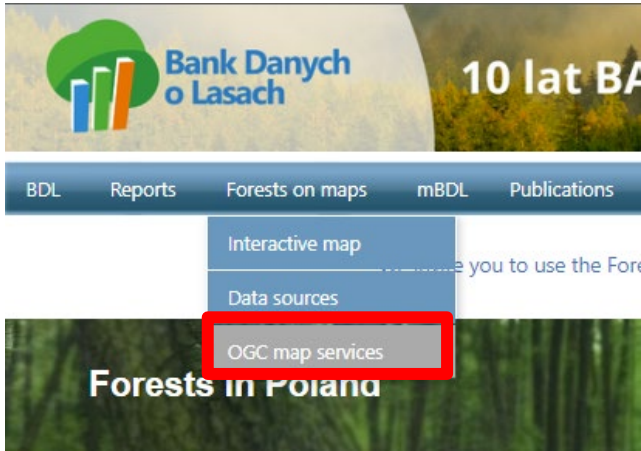 Bank Danych
o Lasach
10 lat BA
BDL Reports Forests on maps mBDL Publications
Interactive map
you to use the Fore
Data sources
OGC map services
Forests in Poland